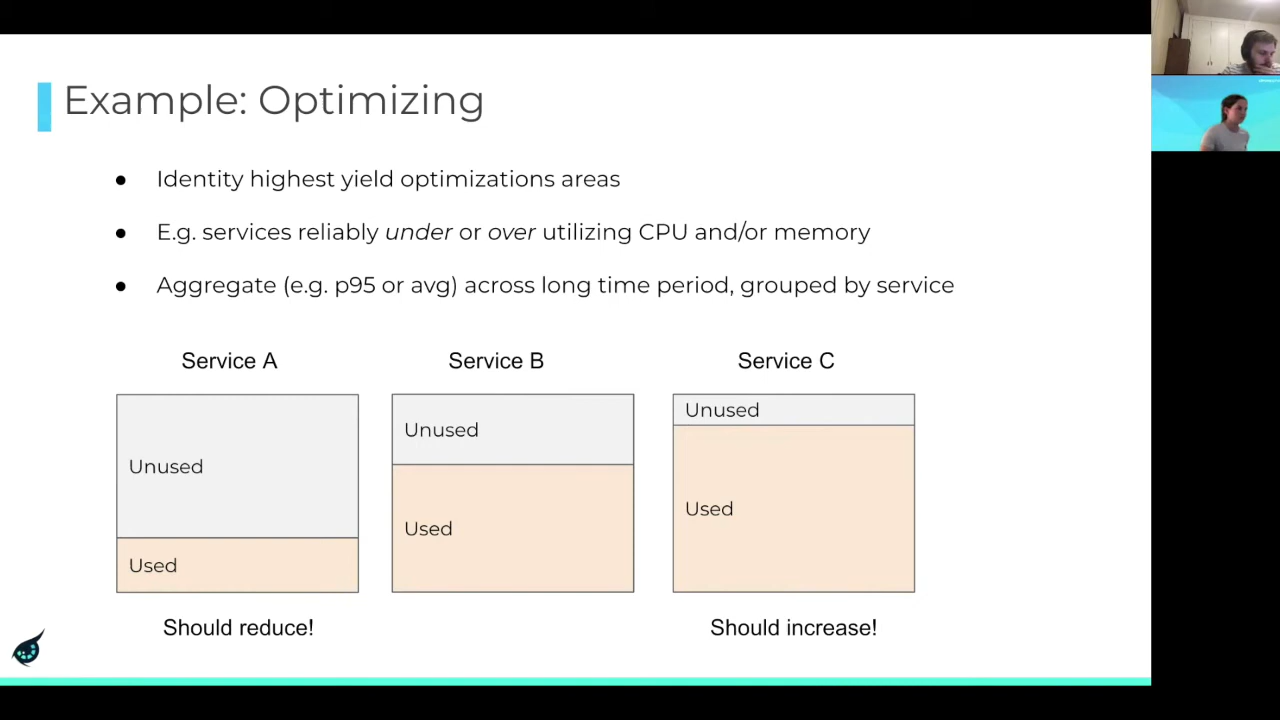 Example: Optimizing
● Identity highest yield optimizations areas
● E.g. services reliably under or over utilizing CPU and/or memory
● Aggregate (e.g. p95 or avg) across long time period, grouped by service
Service A
Service B
Service C
Unused
Used
Unused
Used
Unused
Used
Should reduce!
Should increase!